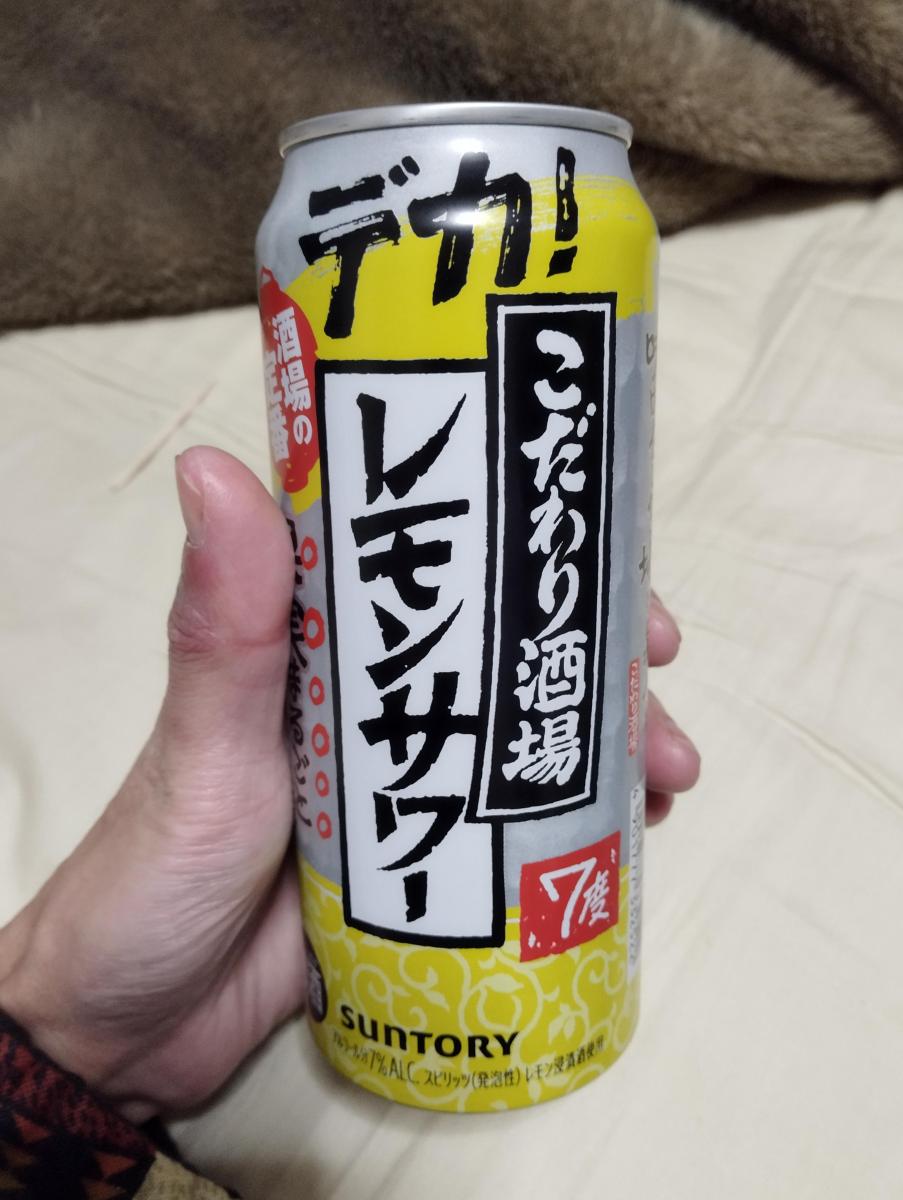 デカ!
酒場の
定番
こだわり酒場
レモンサワー
7度
SUNTORY
アルコール分7%ALC. スピリッツ(発泡性) レモン浸漬酒使用